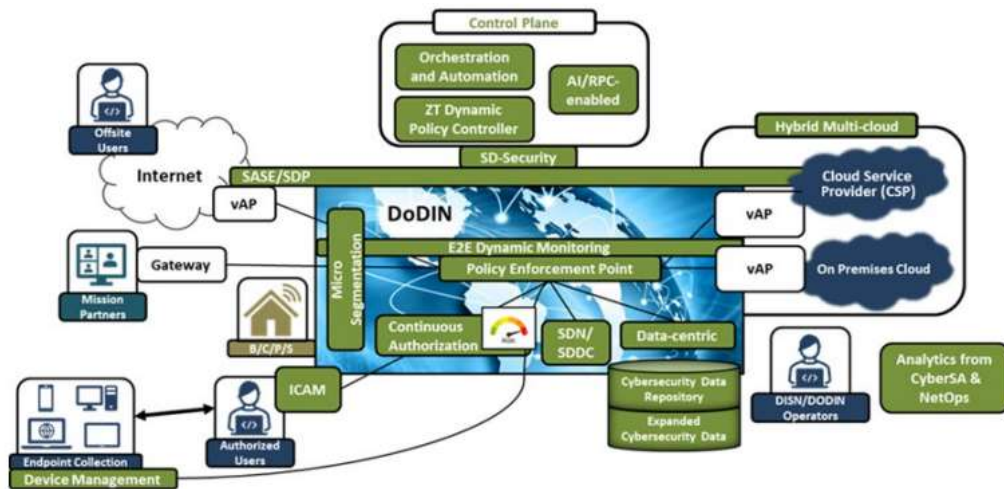 Control Plane
Orchestration
and Automation
AI/RPC-
enabled
ZT Dynamic
Policy Controller
Offsite
Users
Hybrid Multi-cloud
SD-Security
Internet
SASE/SDP
Cloud Service
Provider (CSP)
vAP
DoDIN
vAP
E2E Dynamic Monitoring
Micro
Segmentation
Gateway
Policy Enforcement Point
vAP
On Premises Cloud
Mission
Partners
B/C/P/S
Continuous
Authorization
SDN/
SDDC
Data-centric
Analytics from
CyberSA &
NetOps
ICAM
Cybersecurity Data
Repository
DISN/DODIN
Operators
Expanded
Cybersecurity Data
Authorized
Users
Endpoint Collection
Device Management